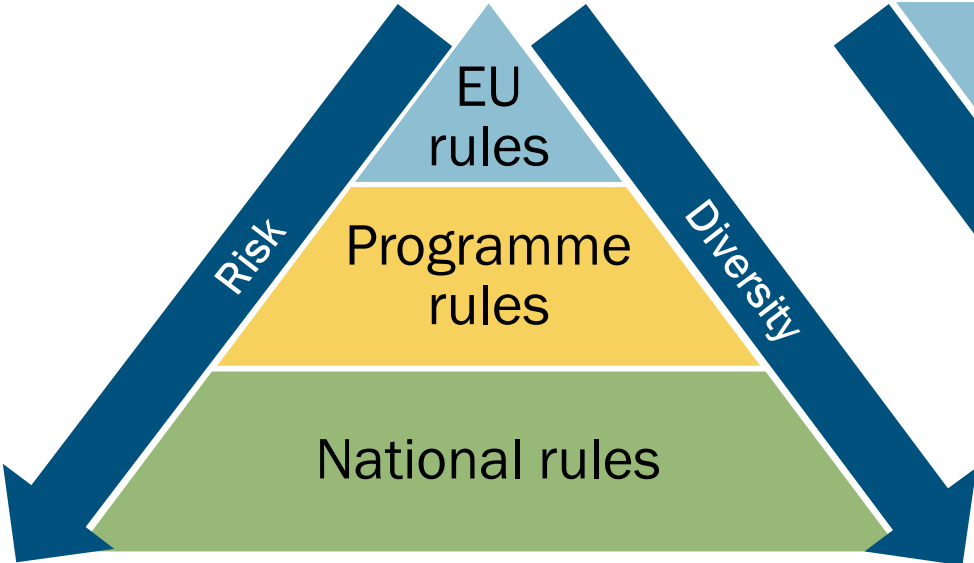 EU
rules
Risk
Programme
rules
Diversity
National rules